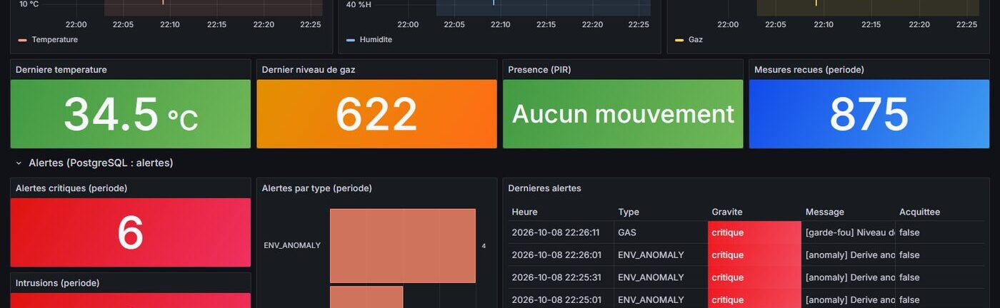 10 °C
22:00 22:05 22:10 22:15 22:20 22:25
Temperature
40 %H
22:00 22:05 22:10 22:15 22:20 22:25
Humidite
22:00 22:05 22:10 22:15 22:20 22:25
Gaz
Derniere temperature
34.5 °C
Dernier niveau de gaz
622
Presence (PIR)
Aucun mouvement
Mesures recues (periode)
875
Alertes (PostgreSQL : alertes)
Alertes critiques (periode)
6
Intrusions (periode)
Alertes par type (periode)
ENV_ANOMALY 4
Dernieres alertes
Heure Type Gravite Message Acquittee
2026-10-08 22:26:11 GAS critique [garde-fou] Niveau de false
2026-10-08 22:26:01 ENV_ANOMALY critique [anomaly] Derive ano false
2026-10-08 22:25:31 ENV_ANOMALY critique [anomaly] Derive ano false
2026-10-08 22:25:01 ENV_ANOMALY critique [anomaly] Derive ano false